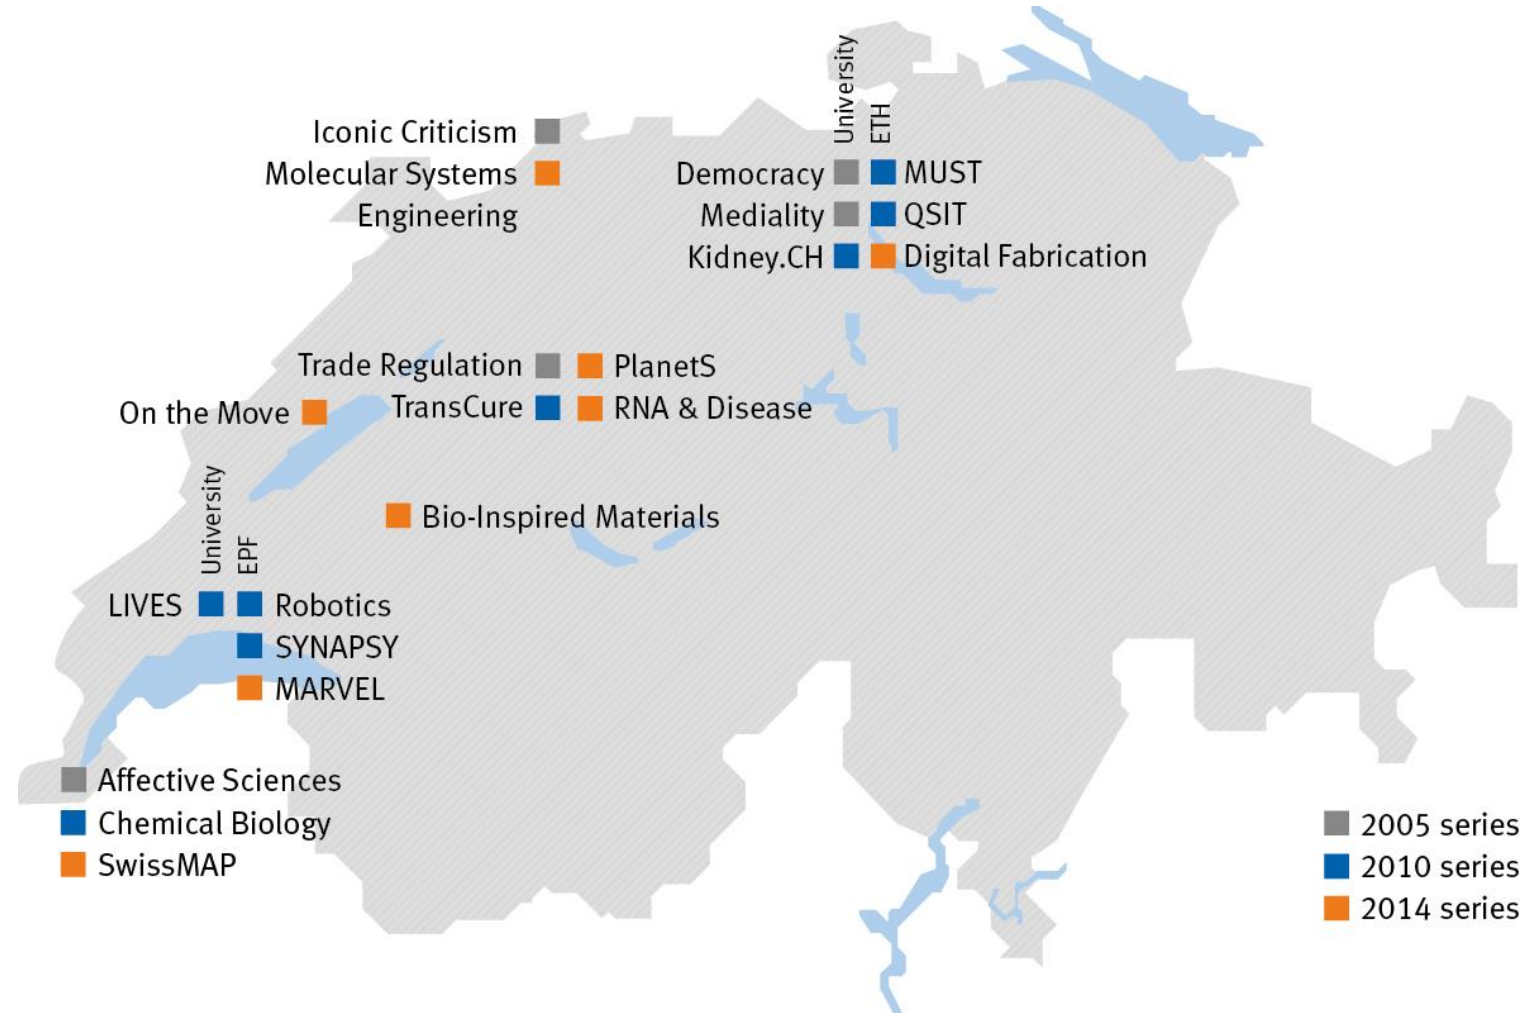 University
ETH
Iconic Criticism
Molecular Systems
Engineering
Democracy
MUST
Mediality
QSIT
Kidney.CH
Digital Fabrication
Trade Regulation
PlanetS
On the Move
TransCure
RNA & Disease
University
EPF
Bio-Inspired Materials
LIVES
Robotics
SYNAPSY
MARVEL
Affective Sciences
Chemical Biology
SwissMAP
2005 series
2010 series
2014 series